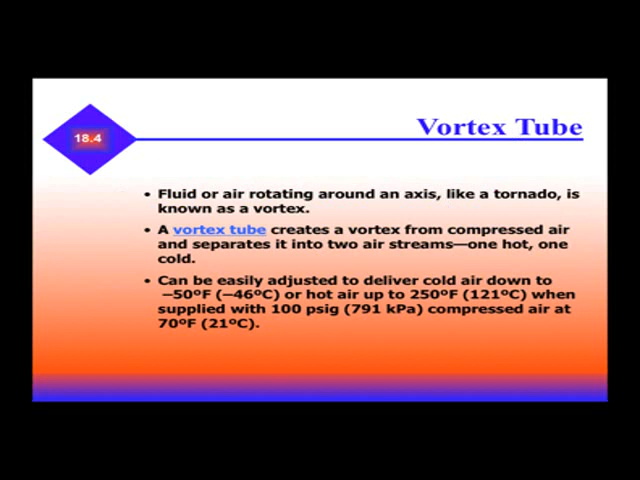 18.4
Vortex Tube
• Fluid or air rotating around an axis, like a tornado, is
known as a vortex.
• A vortex tube creates a vortex from compressed air
and separates it into two air streams—one hot, one
cold.
• Can be easily adjusted to deliver cold air down to
–50ºF (–46ºC) or hot air up to 250ºF (121ºC) when
supplied with 100 psig (791 kPa) compressed air at
70ºF (21ºC).